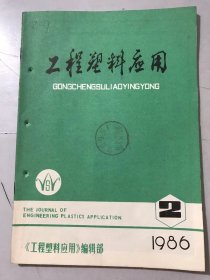 工程塑料应用
GONGCHENGSULIAOYINGYONG
THE JOURNAL OF
ENGINEERING PLASTICS APPLICATION
2
1986
《工程塑料应用》编辑部